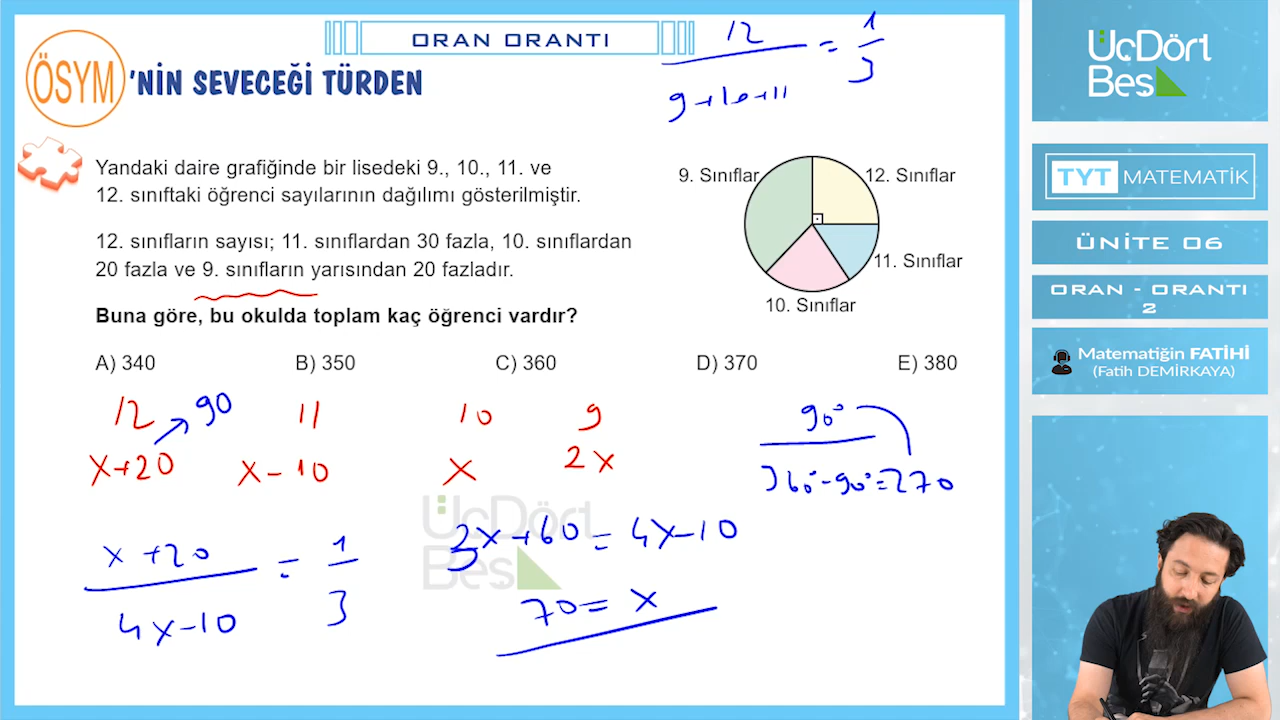 ORAN ORANTI
ÖSYM'NİN SEVECEĞİ TÜRDEN
12 / 9+10+11 = 1/3
Yandaki daire grafiğinde bir lisedeki 9., 10., 11. ve
12. sınıftaki öğrenci sayılarının dağılımı gösterilmiştir.
12. sınıfların sayısı; 11. sınıflardan 30 fazla, 10. sınıflardan
20 fazla ve 9. sınıfların yarısından 20 fazladır.
Buna göre, bu okulda toplam kaç öğrenci vardır?
9. Sınıflar
12. Sınıflar
11. Sınıflar
10. Sınıflar
A) 340 B) 350 C) 360 D) 370 E) 380
12 90 11 10 9
x+20 x-10 x 2x
90°
360°-90°=270
x+20 / 4x-10 = 1/3
3x+60=4x-10
70=x
ÜçDört
Beş
ÜçDört
Beş
TYT MATEMATİK
ÜNİTE 06
ORAN - ORANTI
2
Matematiğin FATİHİ
(Fatih DEMİRKAYA)